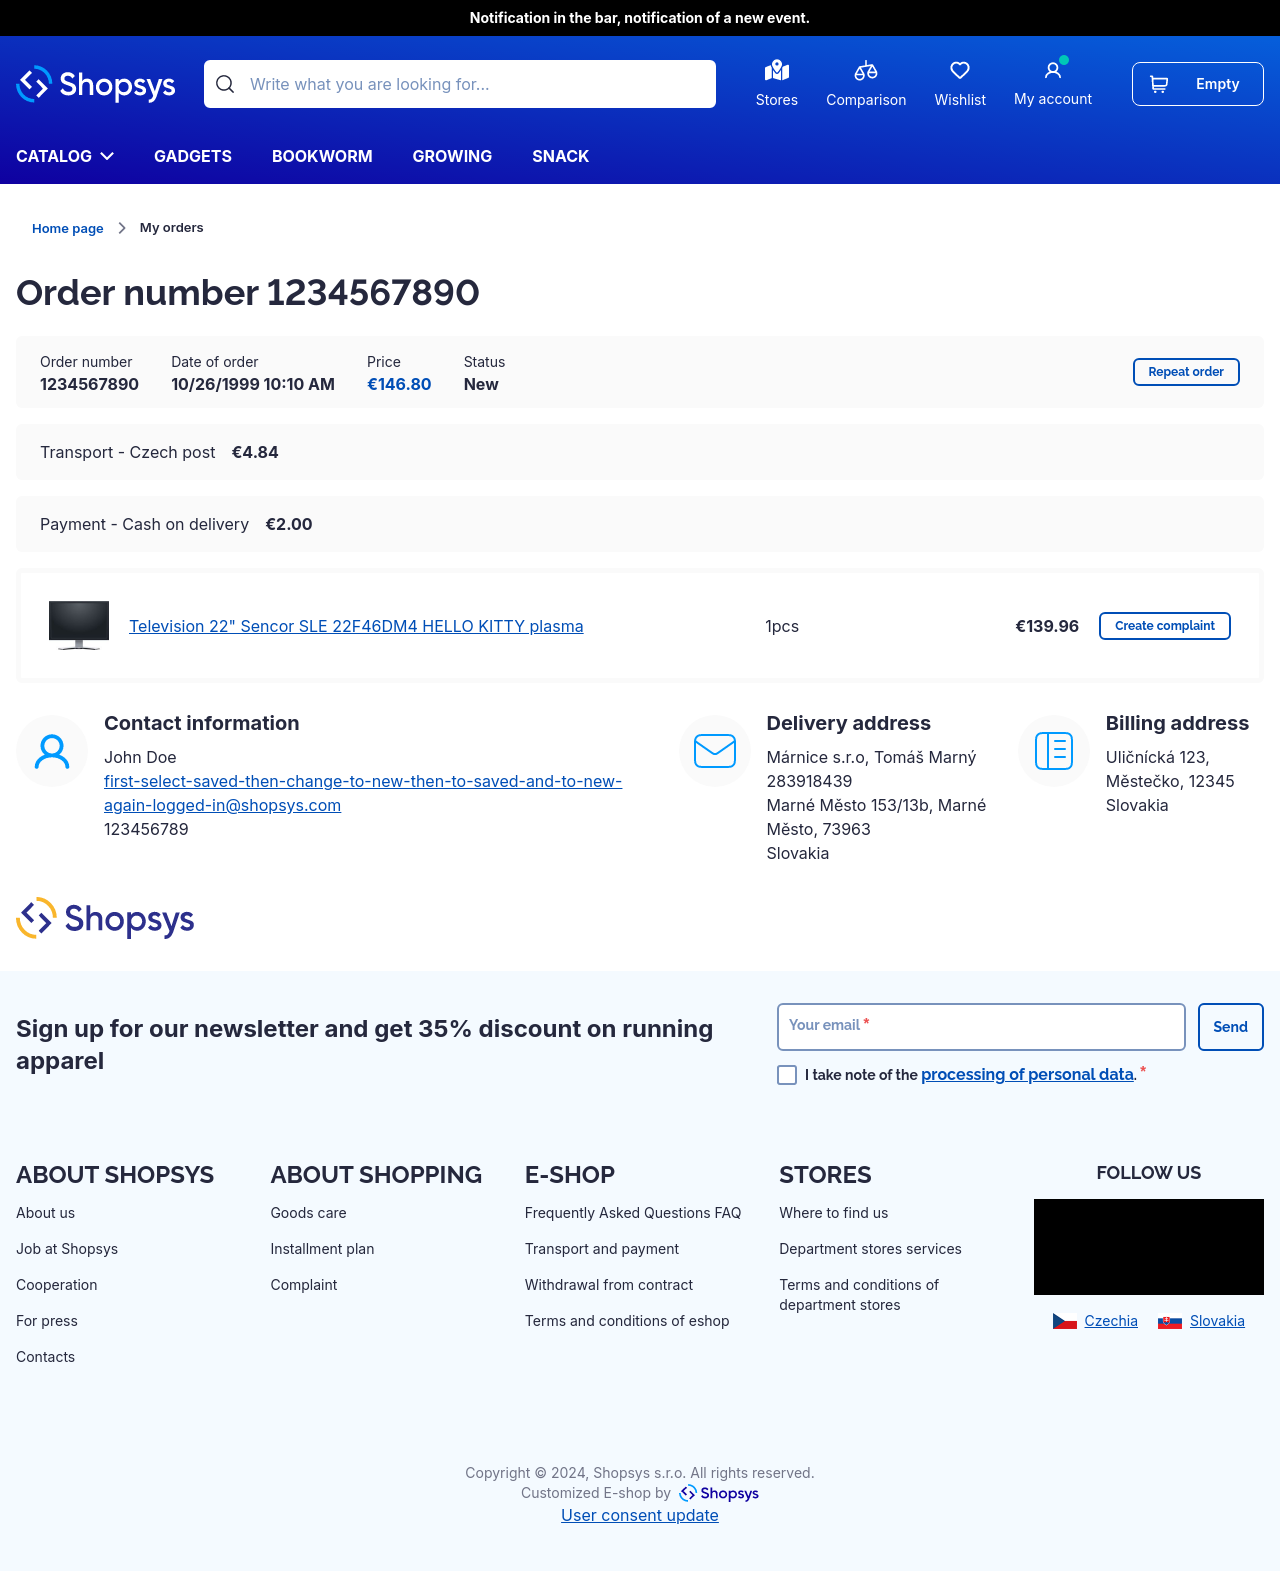 Notification in the bar, notification of a new event.
Shopsys
Write what you are looking for...
Stores
Comparison
Wishlist
My account
Empty
CATALOG
GADGETS
BOOKWORM
GROWING
SNACK
Home page
My orders
Order number 1234567890
Order number
1234567890
Date of order
10/26/1999 10:10 AM
Price
€146.80
Status
New
Repeat order
Transport - Czech post €4.84
Payment - Cash on delivery €2.00
Television 22" Sencor SLE 22F46DM4 HELLO KITTY plasma
1pcs
€139.96
Create complaint
Contact information
John Doe
first-select-saved-then-change-to-new-then-to-saved-and-to-new-
again-logged-in@shopsys.com
123456789
Delivery address
Márnice s.r.o, Tomáš Marný
283918439
Marné Město 153/13b, Marné
Město, 73963
Slovakia
Billing address
Uličnícká 123,
Městečko, 12345
Slovakia
Shopsys
Sign up for our newsletter and get 35% discount on running
apparel
Your email *
Send
I take note of the processing of personal data. *
ABOUT SHOPSYS
About us
Job at Shopsys
Cooperation
For press
Contacts
ABOUT SHOPPING
Goods care
Installment plan
Complaint
E-SHOP
Frequently Asked Questions FAQ
Transport and payment
Withdrawal from contract
Terms and conditions of eshop
STORES
Where to find us
Department stores services
Terms and conditions of
department stores
FOLLOW US
Czechia
Slovakia
Copyright © 2024, Shopsys s.r.o. All rights reserved.
Customized E-shop by Shopsys
User consent update